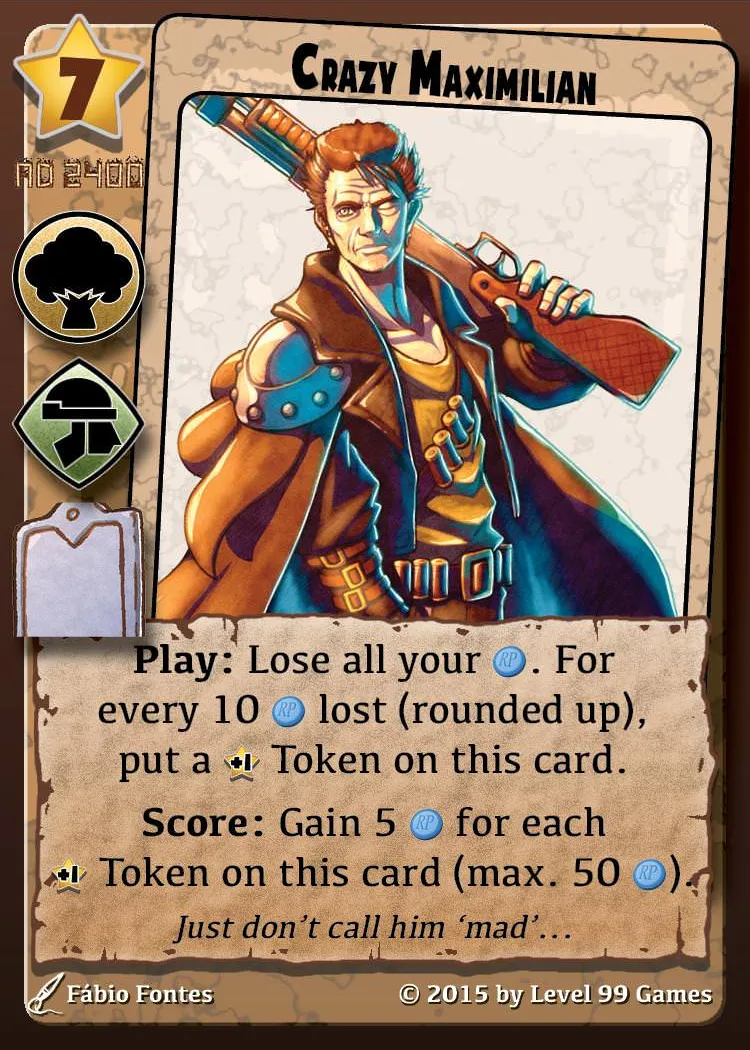 7
CRAZY MAXIMILIAN
AD 2400
Play: Lose all your RP. For
every 10 RP lost (rounded up),
put a +1 Token on this card.
Score: Gain 5 RP for each
+1 Token on this card (max. 50 RP).
Just don't call him ‘mad’...
Fábio Fontes
© 2015 by Level 99 Games